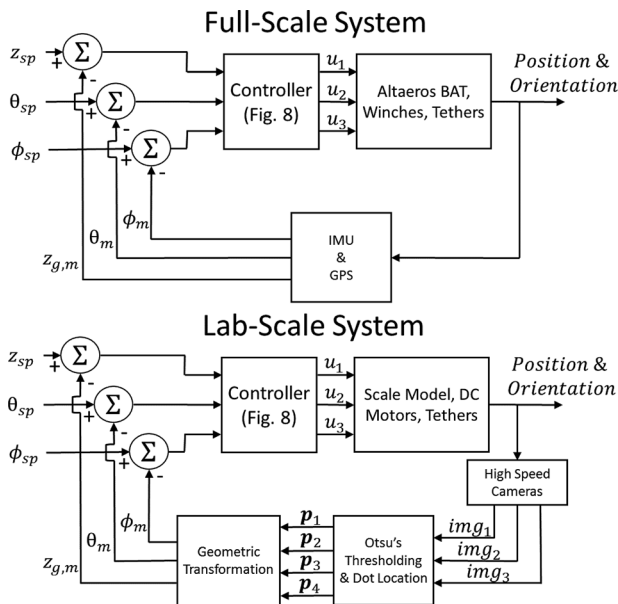 Full-Scale System
z_sp
+
-
Σ
θ_sp
+
-
Σ
ϕ_sp
+
-
Σ
Controller
(Fig. 8)
u_1
u_2
u_3
Altaeros BAT,
Winches, Tethers
Position &
Orientation
ϕ_m
θ_m
z_g,m
IMU
&
GPS
Lab-Scale System
z_sp
+
-
Σ
θ_sp
+
-
Σ
ϕ_sp
+
-
Σ
Controller
(Fig. 8)
u_1
u_2
u_3
Scale Model, DC
Motors, Tethers
Position &
Orientation
High Speed
Cameras
img_1
img_2
img_3
Otsu's
Thresholding
& Dot Location
p_1
p_2
p_3
p_4
Geometric
Transformation
ϕ_m
θ_m
z_g,m